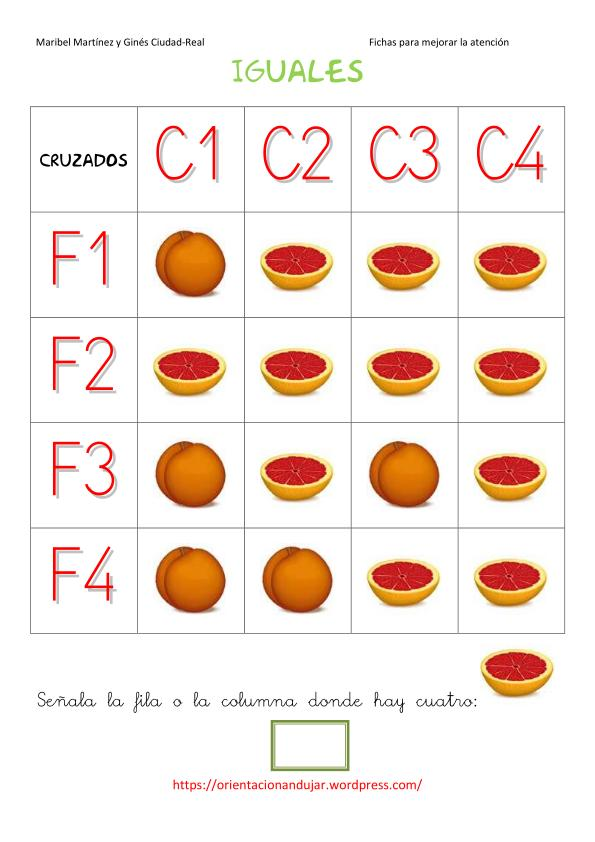 Maribel Martínez y Ginés Ciudad-Real Fichas para mejorar la atención
IGUALES
CRUZADOS C1 C2 C3 C4
F1
F2
F3
F4
Señala la fila o la columna donde hay cuatro:
https://orientacionandujar.wordpress.com/